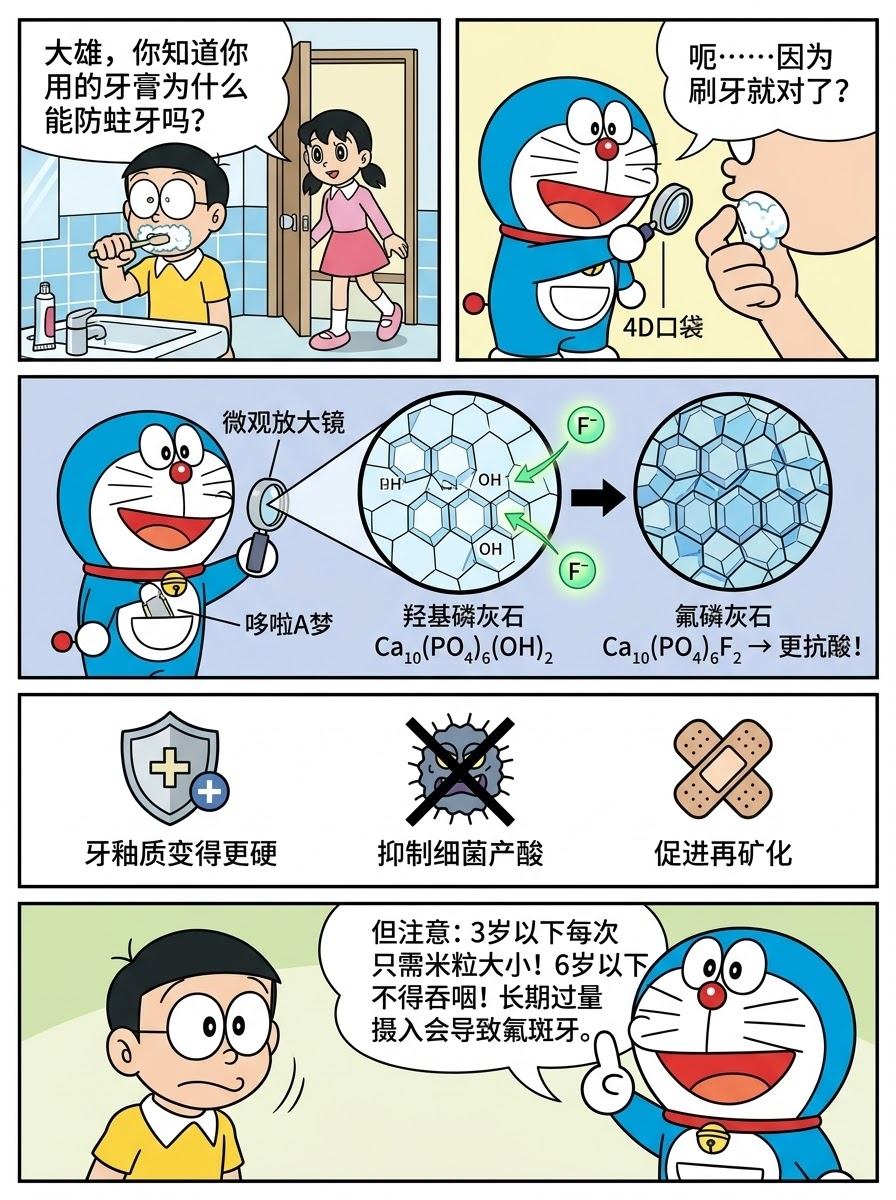 大雄，你知道你
用的牙膏为什么
能防蛀牙吗？
呃……因为
刷牙就对了？
4D口袋
微观放大镜
哆啦A梦
OH
OH
F⁻
F⁻
羟基磷灰石
Ca₁₀(PO₄)₆(OH)₂
氟磷灰石
Ca₁₀(PO₄)₆F₂ → 更抗酸！
牙釉质变得更硬
抑制细菌产酸
促进再矿化
但注意：3岁以下每次
只需米粒大小！6岁以下
不得吞咽！长期过量
摄入会导致氟斑牙。